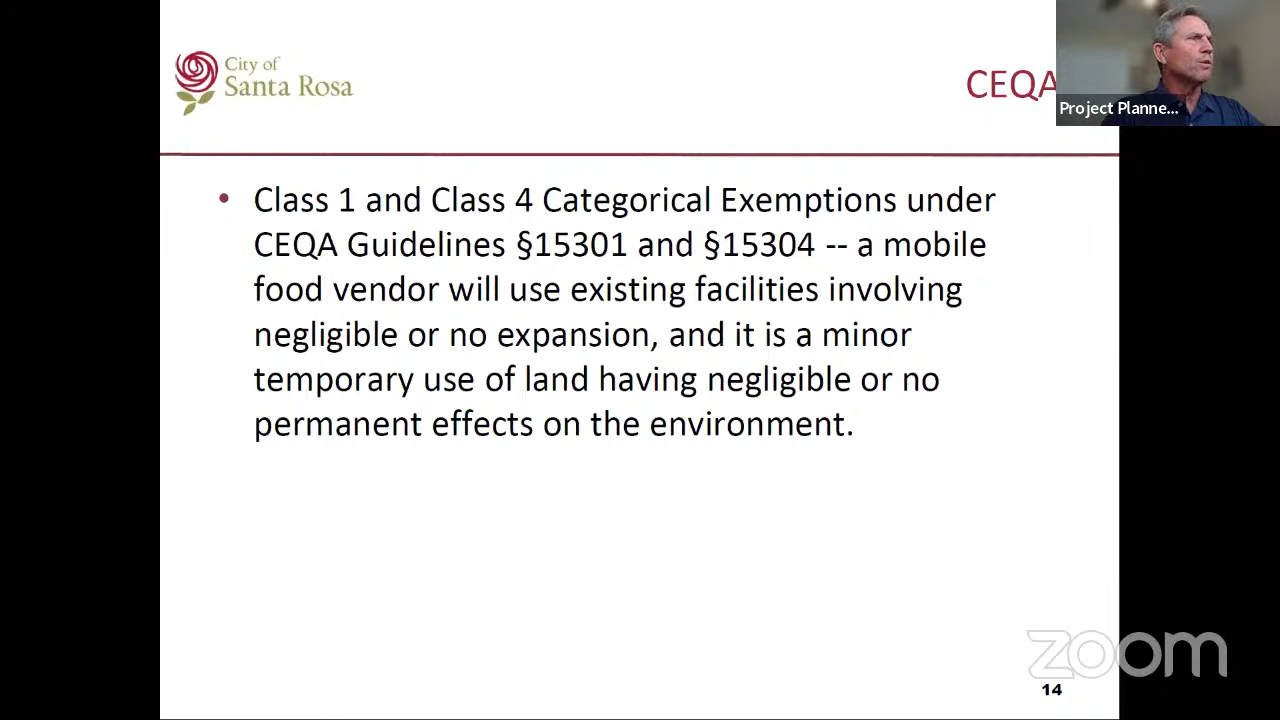 City of
Santa Rosa
CEQA
Project Planne...
• Class 1 and Class 4 Categorical Exemptions under
CEQA Guidelines §15301 and §15304 -- a mobile
food vendor will use existing facilities involving
negligible or no expansion, and it is a minor
temporary use of land having negligible or no
permanent effects on the environment.
zoom
14